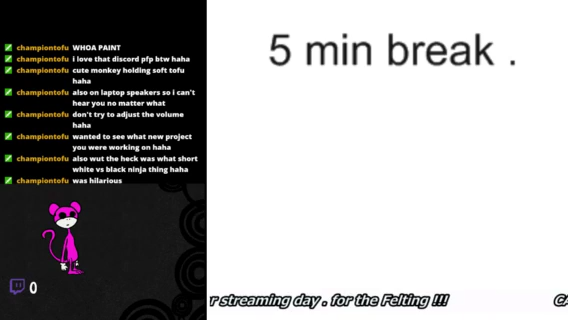 championtofu WHOA PAINT
championtofu i love that discord pfp btw haha
championtofu cute monkey holding soft tofu
haha
championtofu also on laptop speakers so i can't
hear you no matter what
championtofu don't try to adjust the volume
haha
championtofu wanted to see what new project
you were working on haha
championtofu also wut the heck was what short
white vs black ninja thing haha
championtofu was hilarious
0
5 min break .
r streaming day . for the Felting !!!